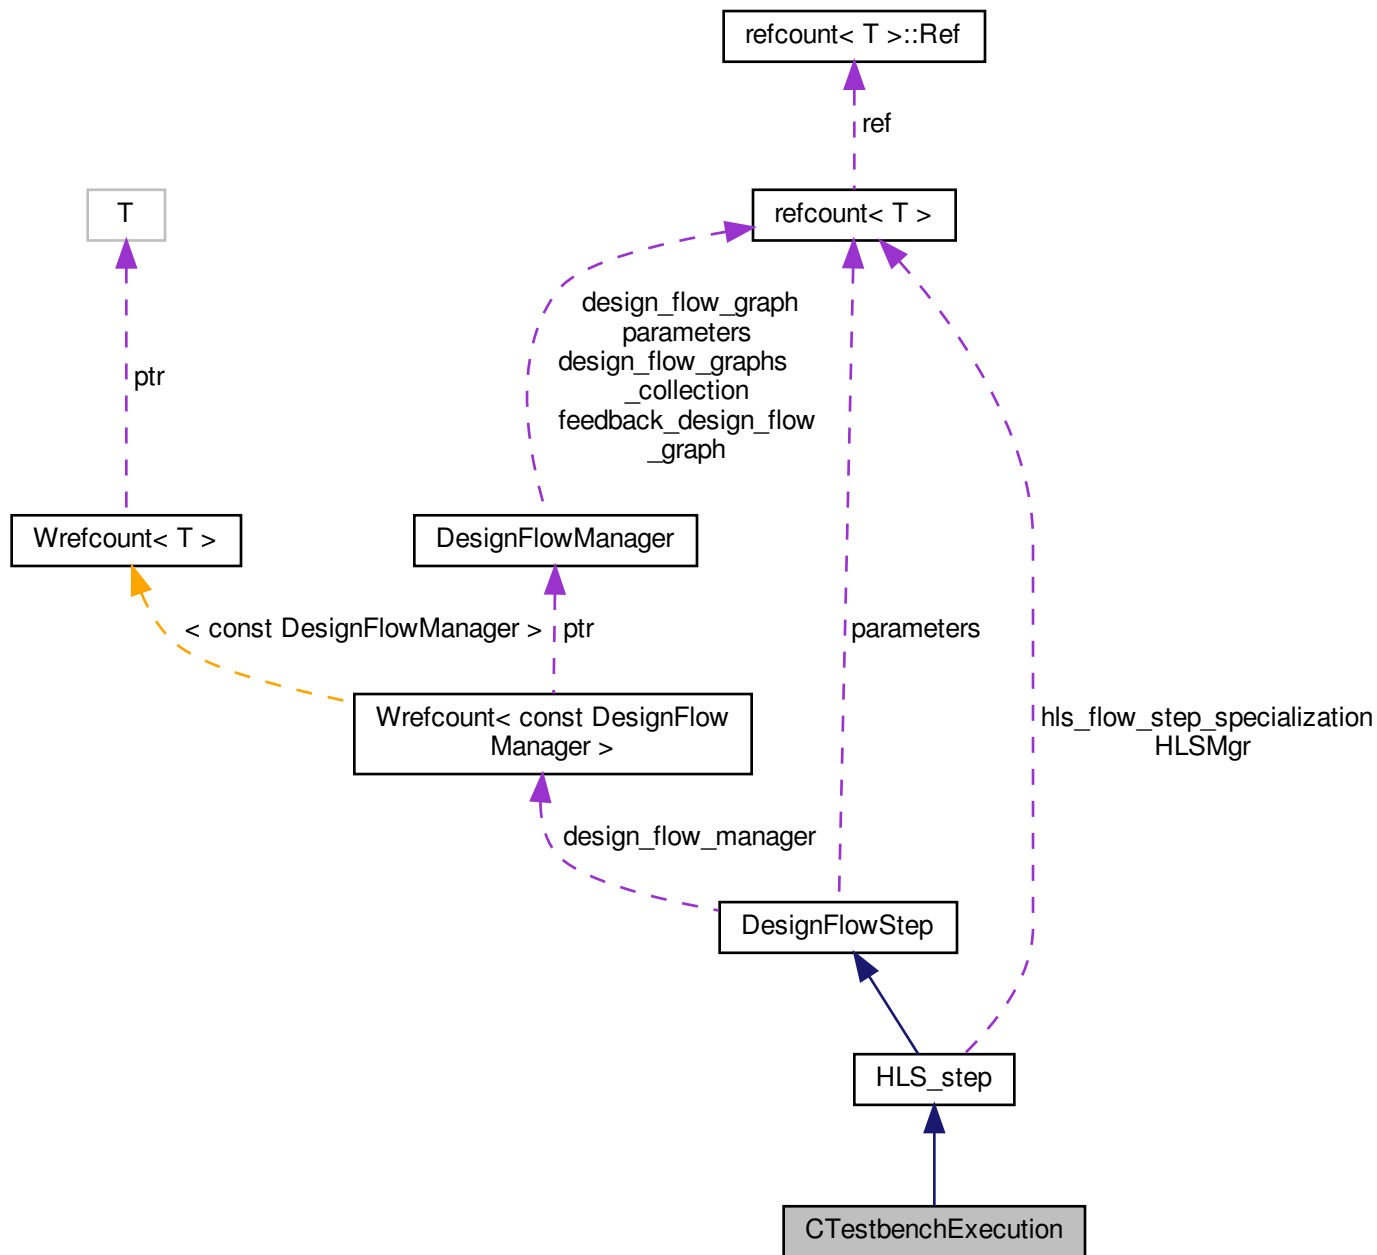 refcount< T >::Ref
ref
T
refcount< T >
design_flow_graph
parameters
design_flow_graphs
_collection
feedback_design_flow
_graph
ptr
Wrefcount< T >
DesignFlowManager
< const DesignFlowManager >
ptr
parameters
Wrefcount< const DesignFlow
Manager >
hls_flow_step_specialization
HLSMgr
design_flow_manager
DesignFlowStep
HLS_step
CTestbenchExecution